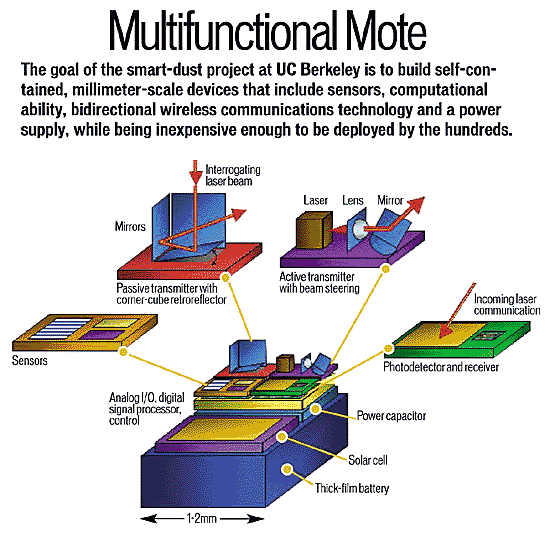 Multifunctional Mote
The goal of the smart-dust project at UC Berkeley is to build self-con-
tained, millimeter-scale devices that include sensors, computational
ability, bidirectional wireless communications technology and a power
supply, while being inexpensive enough to be deployed by the hundreds.
Interrogating
laser beam
Mirrors
Passive transmitter with
corner-cube retroreflector
Laser
Lens
Mirror
Active transmitter
with beam steering
Sensors
Incoming laser
communication
Photodetector and receiver
Analog I/O, digital
signal processor,
control
Power capacitor
Solar cell
Thick-film battery
1-2mm